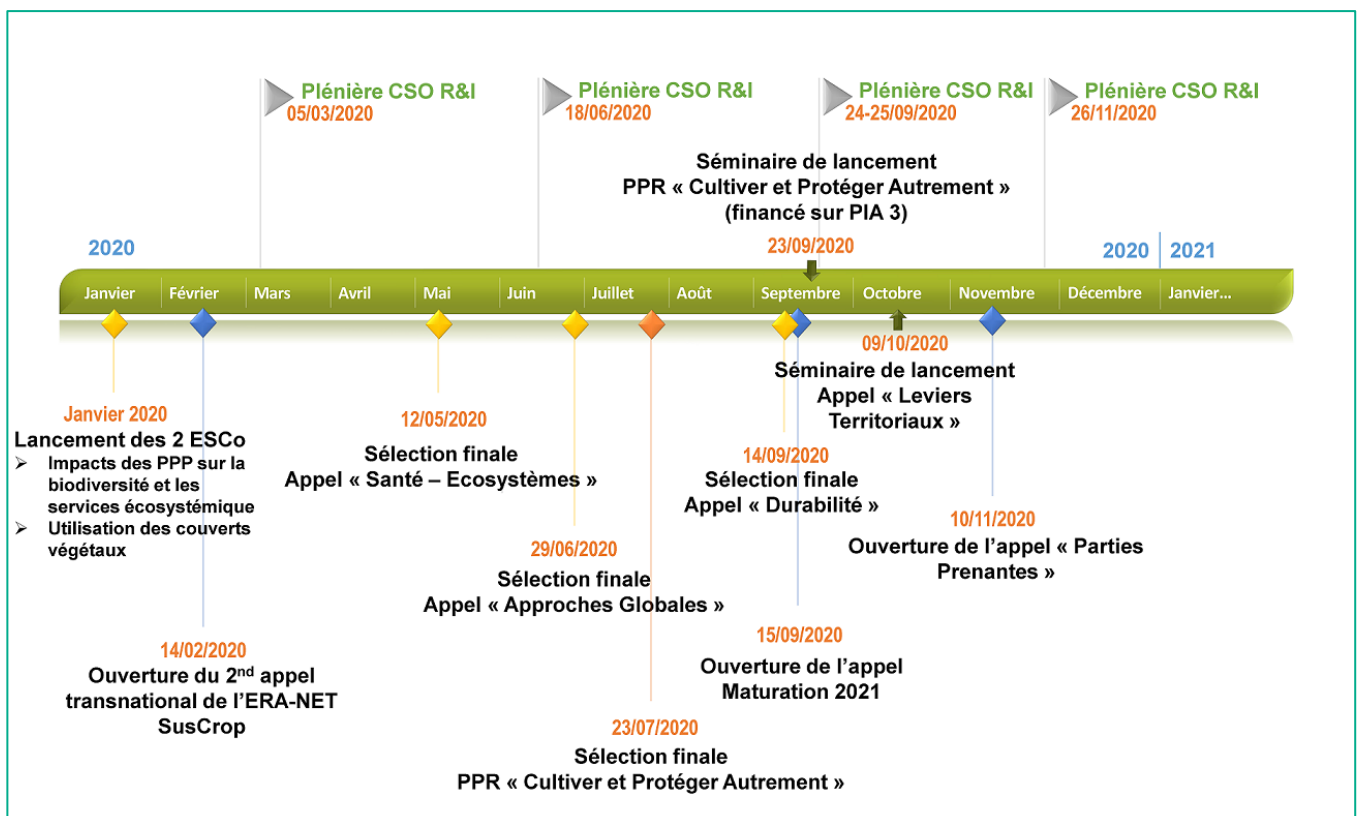 Plénière CSO R&I
05/03/2020
Plénière CSO R&I
18/06/2020
Plénière CSO R&I
24-25/09/2020
Plénière CSO R&I
26/11/2020
Séminaire de lancement
PPR « Cultiver et Protéger Autrement »
(financé sur PIA 3)
23/09/2020
2020
2020
2021
Janvier
Février
Mars
Avril
Mai
Juin
Juillet
Août
Septembre
Octobre
Novembre
Décembre
Janvier...
Janvier 2020
Lancement des 2 ESCo
➢ Impacts des PPP sur la
biodiversité et les
services écosystémique
➢ Utilisation des couverts
végétaux
14/02/2020
Ouverture du 2nd appel
transnational de l'ERA-NET
SusCrop
12/05/2020
Sélection finale
Appel « Santé – Ecosystèmes »
29/06/2020
Sélection finale
Appel « Approches Globales »
23/07/2020
Sélection finale
PPR « Cultiver et Protéger Autrement »
14/09/2020
Sélection finale
Appel « Durabilité »
15/09/2020
Ouverture de l'appel
Maturation 2021
09/10/2020
Séminaire de lancement
Appel « Leviers
Territoriaux »
10/11/2020
Ouverture de l'appel « Parties
Prenantes »